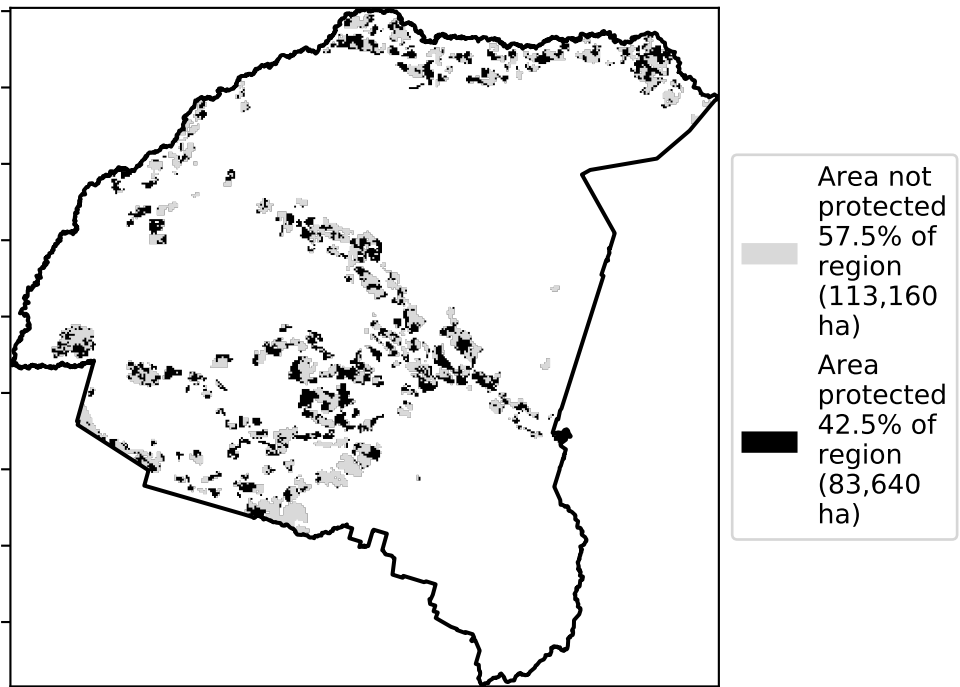 Area not
protected
57.5% of
region
(113,160
ha)
Area
protected
42.5% of
region
(83,640
ha)